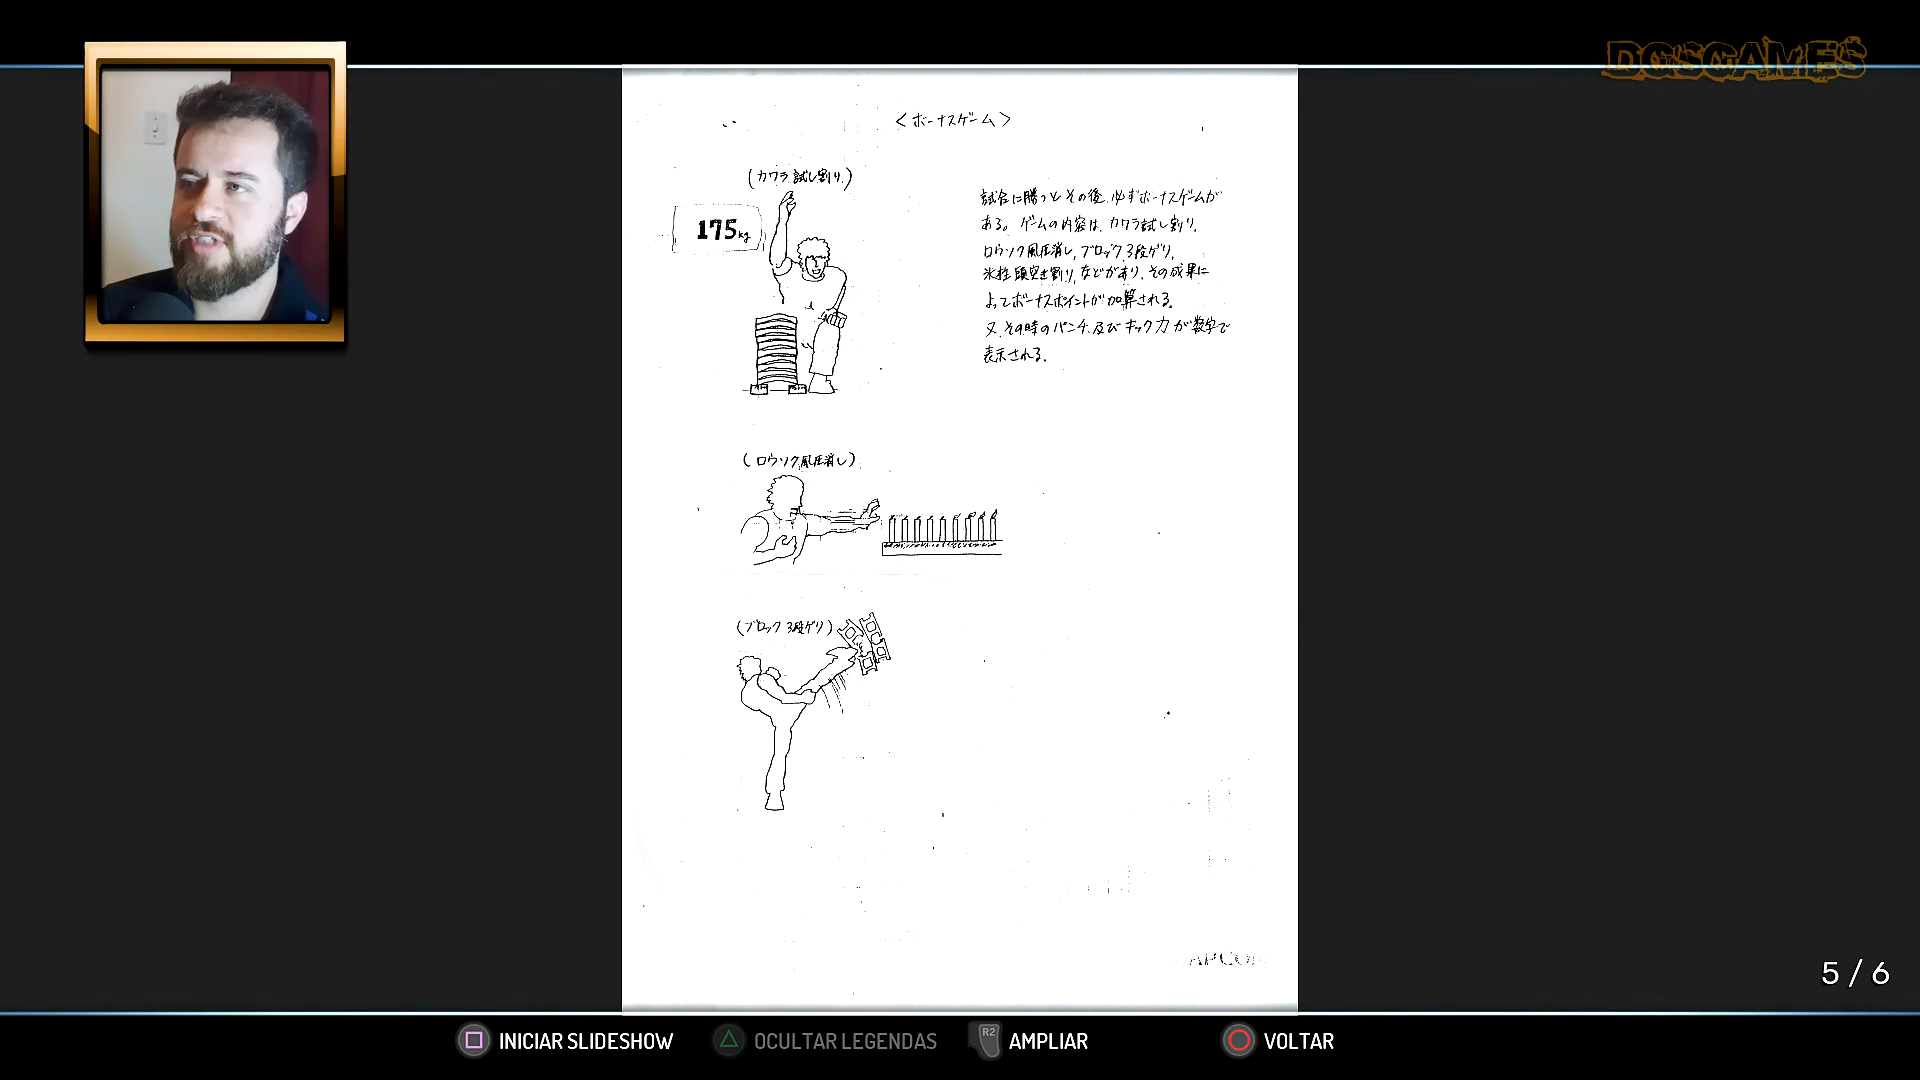 DGSGAMES
<ボーナスゲーム>
(カワラ試し割り)
175kg
試合に勝つとその後、必ずボーナスゲームが
ある。ゲームの内容は、カワラ試し割り、
ロウソク風圧消し、ブロック3段ゲリ、
氷柱頭突き割り、などがあり、その成果に
よってボーナスポイントが加算される。
又、その時のパンチ及びキック力が数字で
表示される。
(ロウソク風圧消し)
(ブロック3段ゲリ)
5 / 6
INICIAR SLIDESHOW
OCULTAR LEGENDAS
R2
AMPLIAR
VOLTAR